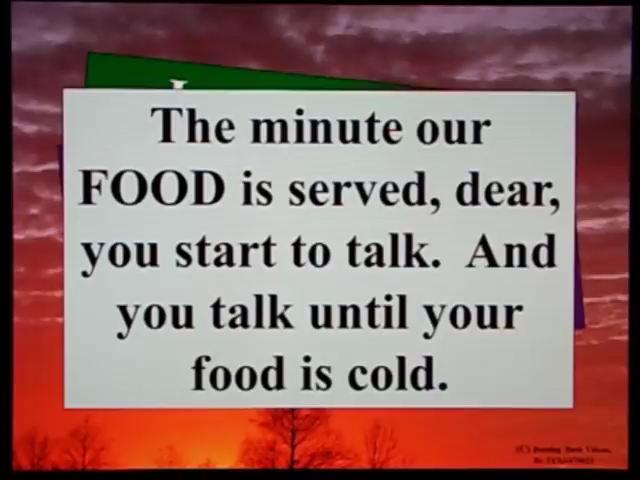 The minute our
FOOD is served, dear,
you start to talk. And
you talk until your
food is cold.